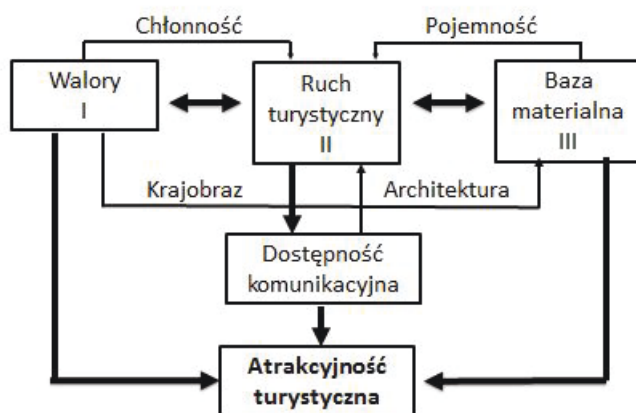 Chłonność
Pojemność
Walory
I
Ruch
turystyczny
II
Baza
materialna
III
Krajobraz
Architektura
Dostępność
komunikacyjna
Atrakcyjność
turystyczna